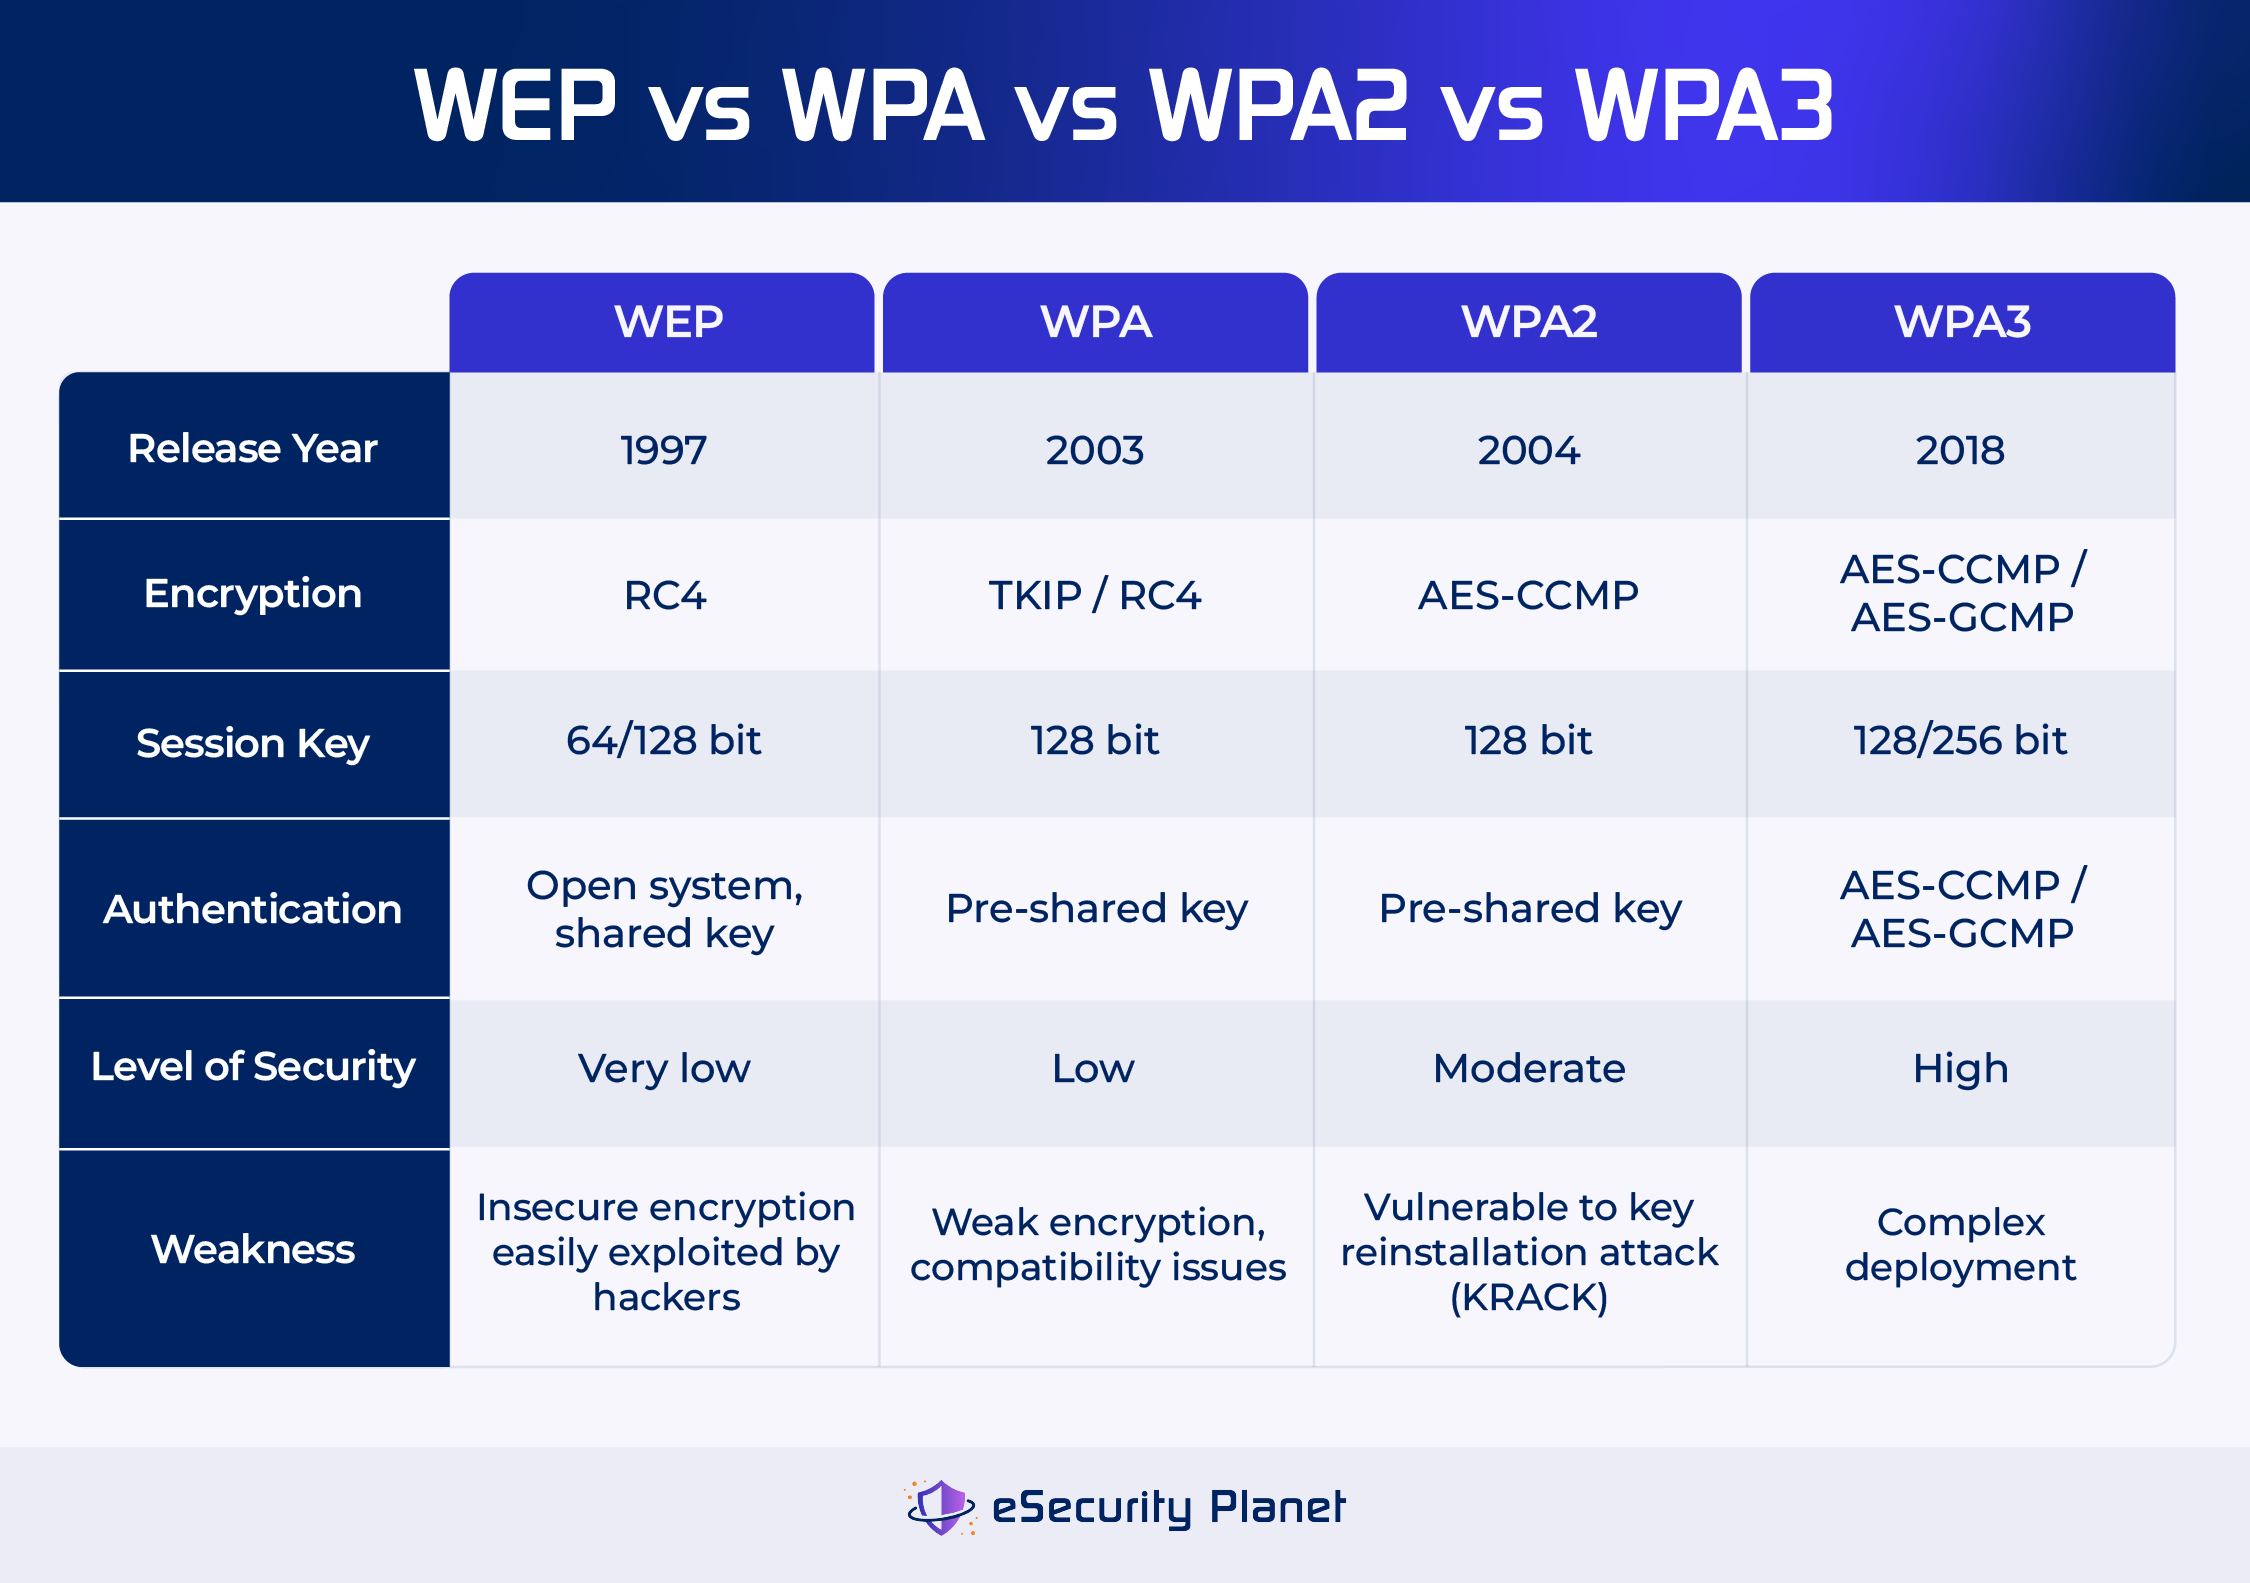 WEP vs WPA vs WPA2 vs WPA3
WEP WPA WPA2 WPA3
Release Year 1997 2003 2004 2018
Encryption RC4 TKIP / RC4 AES-CCMP AES-CCMP /
AES-GCMP
Session Key 64/128 bit 128 bit 128 bit 128/256 bit
Authentication Open system,
shared key
Pre-shared key
Pre-shared key
AES-CCMP /
AES-GCMP
Level of Security Very low Low Moderate High
Weakness
Insecure encryption
easily exploited by
hackers
Weak encryption,
compatibility issues
Vulnerable to key
reinstallation attack
(KRACK)
Complex
deployment
eSecurity Planet